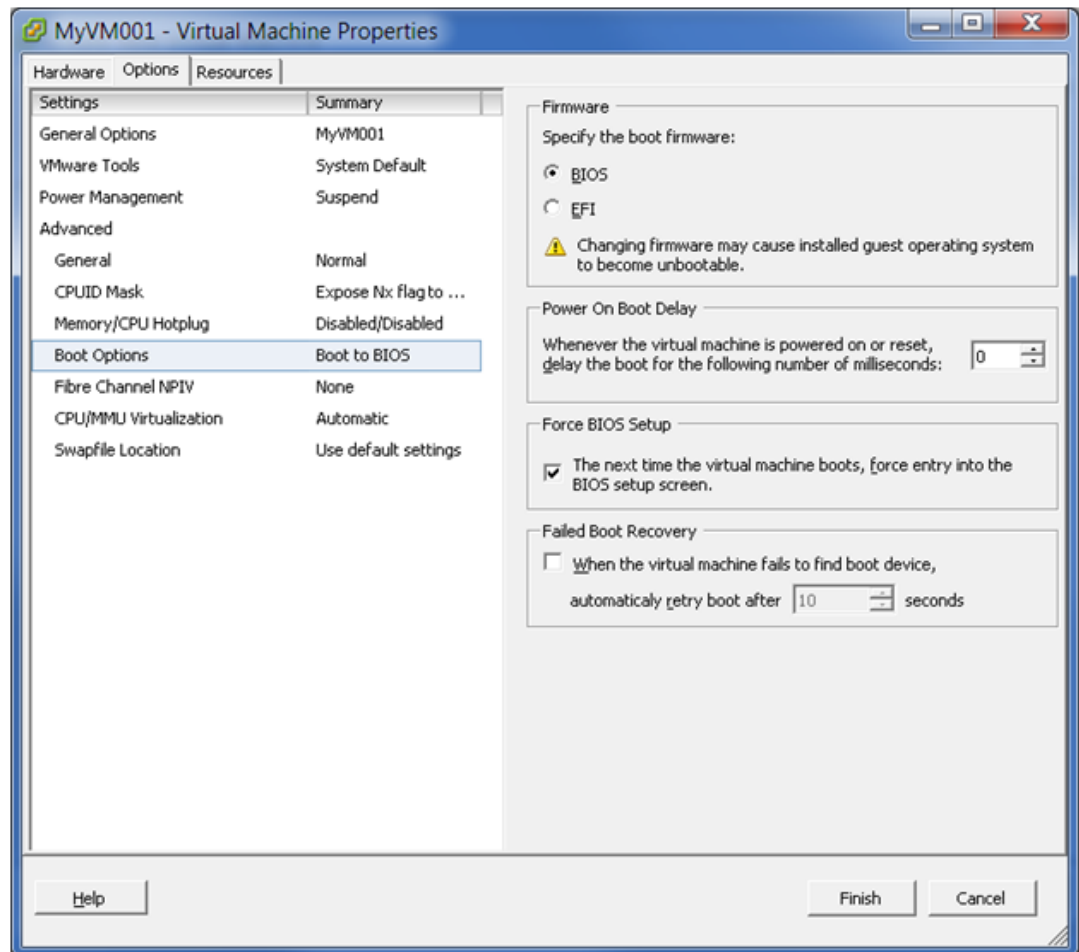 MyVM001 - Virtual Machine Properties
Hardware Options Resources
Settings Summary
General Options MyVM001
VMware Tools System Default
Power Management Suspend
Advanced
General Normal
CPUID Mask Expose Nx flag to ...
Memory/CPU Hotplug Disabled/Disabled
Boot Options Boot to BIOS
Fibre Channel NPIV None
CPU/MMU Virtualization Automatic
Swapfile Location Use default settings
Firmware
Specify the boot firmware:
BIOS
EFI
Changing firmware may cause installed guest operating system
to become unbootable.
Power On Boot Delay
Whenever the virtual machine is powered on or reset,
delay the boot for the following number of milliseconds: 0
Force BIOS Setup
The next time the virtual machine boots, force entry into the
BIOS setup screen.
Failed Boot Recovery
When the virtual machine fails to find boot device,
automaticaly retry boot after 10 seconds
Help Finish Cancel